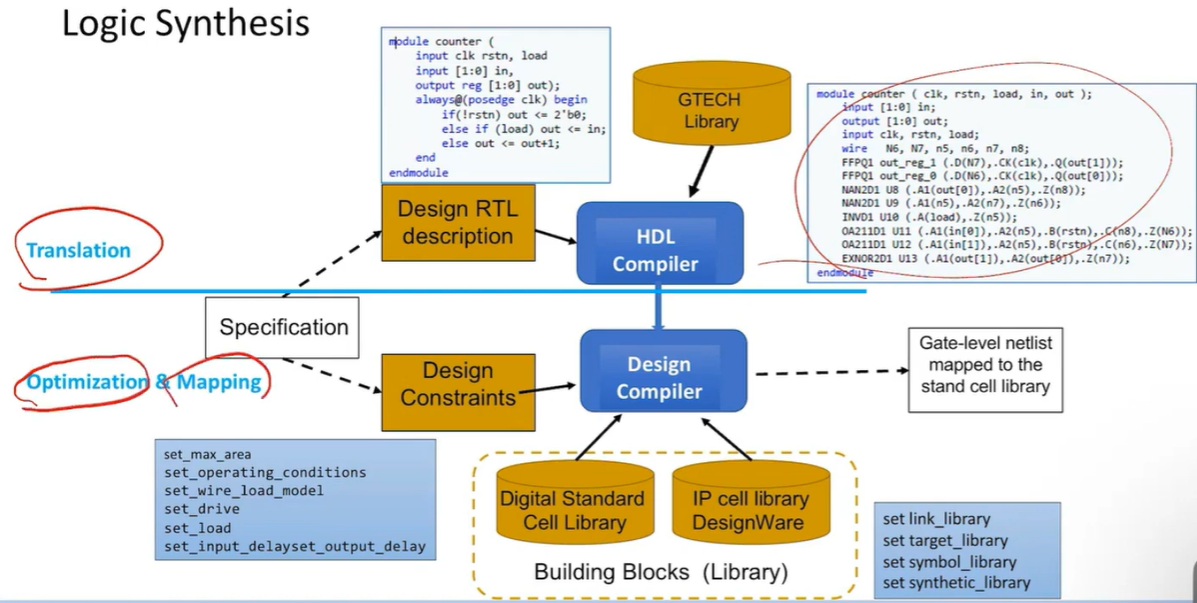 Logic Synthesis
module counter (
input clk rstn, load
input [1:0] in,
output reg [1:0] out);
always@(posedge clk) begin
if(!rstn) out <= 2'b0;
else if (load) out <= in;
else out <= out+1;
end
endmodule
GTECH
Library
module counter ( clk, rstn, load, in, out );
input [1:0] in;
output [1:0] out;
input clk, rstn, load;
wire N6, N7, n5, n6, n7, n8;
FFPQ1 out_reg_1 (.D(N7),.CK(clk),.Q(out[1]));
FFPQ1 out_reg_0 (.D(N6),.CK(clk),.Q(out[0]));
NAN2D1 U8 (.A1(out[0]),.A2(n5),.Z(n8));
NAN2D1 U9 (.A1(n5),.A2(n7),.Z(n6));
INVD1 U10 (.A(load),.Z(n5));
OA211D1 U11 (.A1(in[0]),.A2(n5),.B(rstn),.C(n8),.Z(N6));
OA211D1 U12 (.A1(in[1]),.A2(n5),.B(rstn),.C(n6),.Z(N7));
EXNOR2D1 U13 (.A1(out[1]),.A2(out[0]),.Z(n7));
endmodule
Design RTL
description
HDL
Compiler
Translation
Specification
Optimization & Mapping
Design
Constraints
Design
Compiler
Gate-level netlist
mapped to the
stand cell library
set_max_area
set_operating_conditions
set_wire_load_model
set_drive
set_load
set_input_delayset_output_delay
Digital Standard
Cell Library
IP cell library
DesignWare
Building Blocks (Library)
set link_library
set target_library
set symbol_library
set synthetic_library